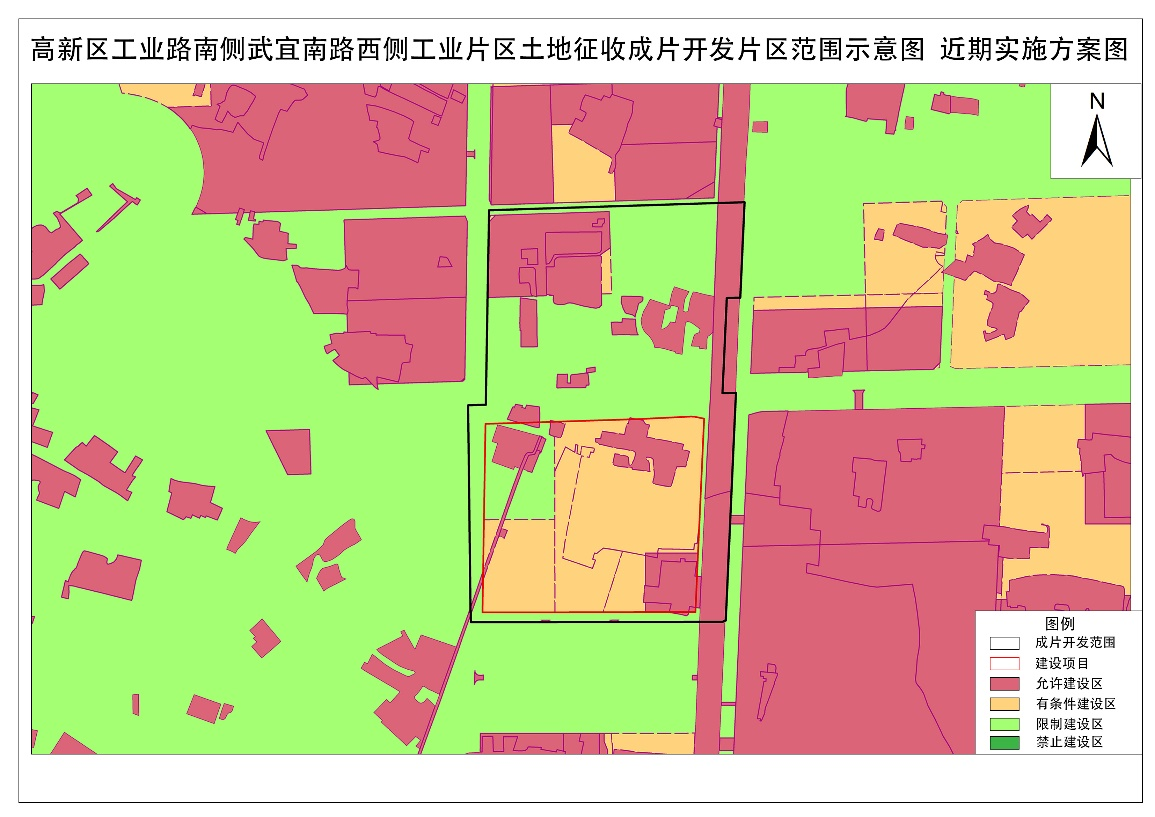 高新区工业路南侧武宜南路西侧工业片区土地征收成片开发片区范围示意图 近期实施方案图
N
图例
成片开发范围
建设项目
允许建设区
有条件建设区
限制建设区
禁止建设区